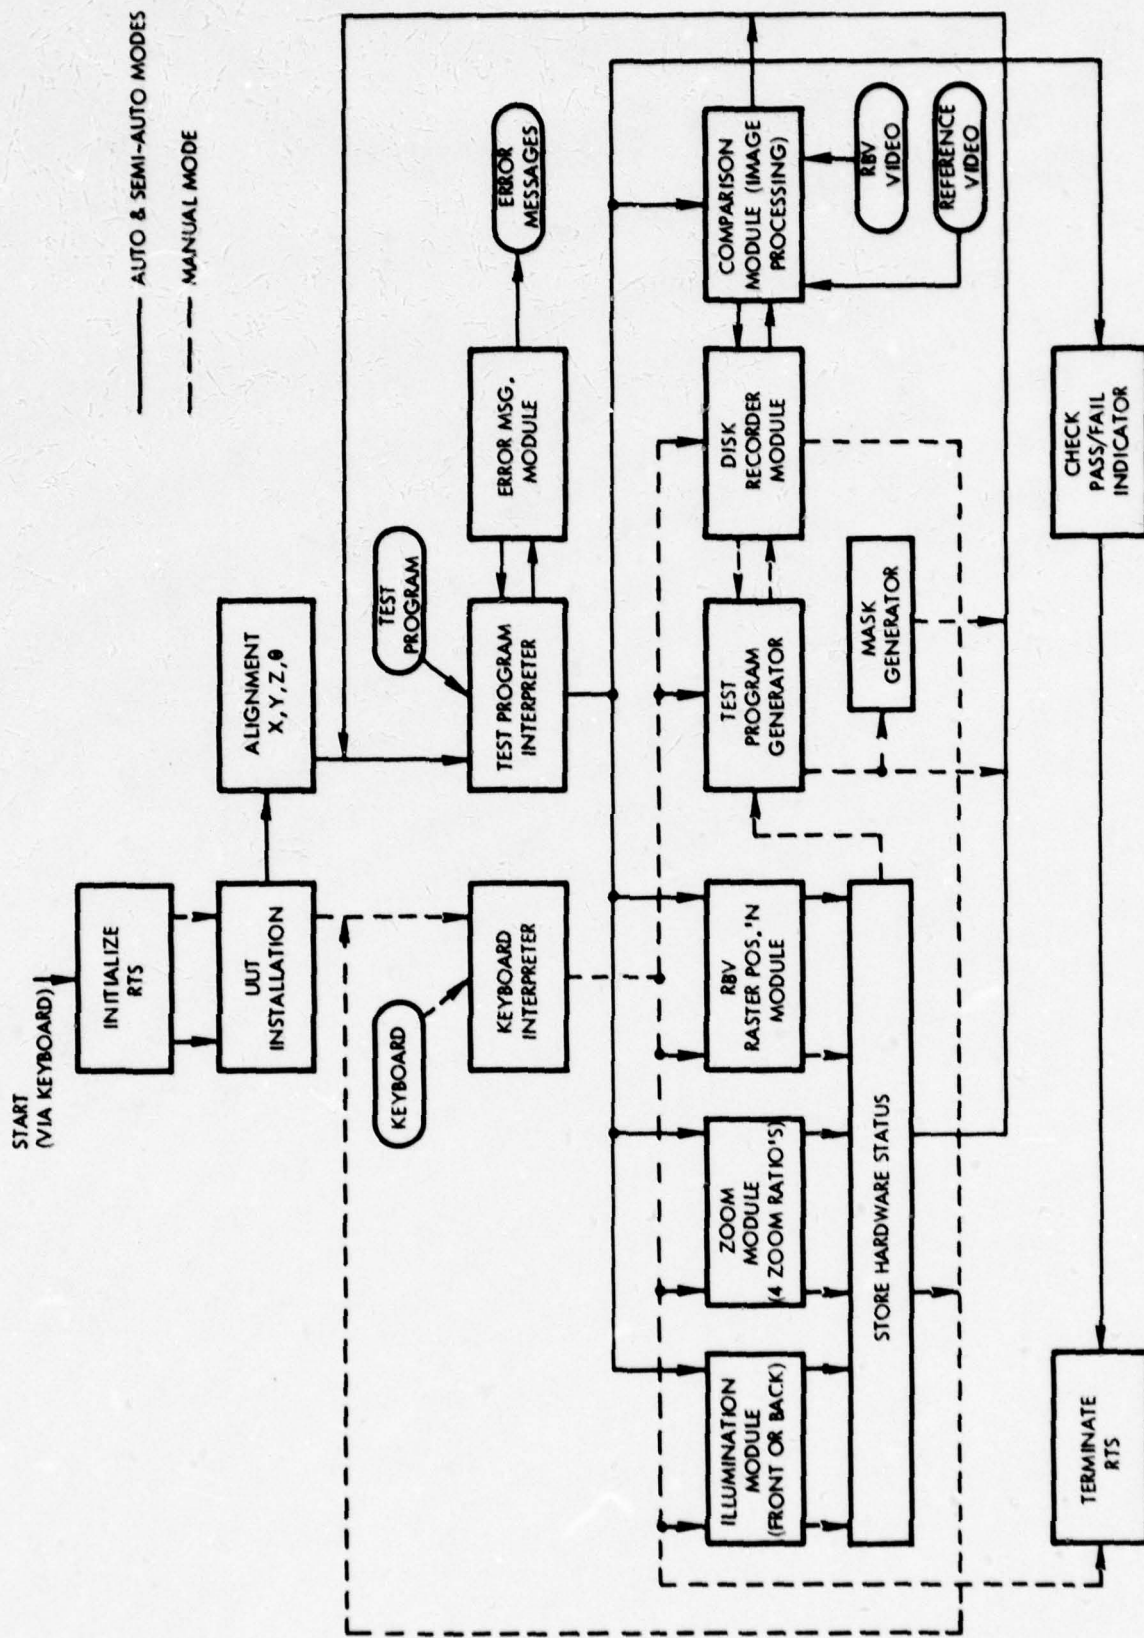 START
(VIA KEYBOARD)
AUTO & SEMI-AUTO MODES
MANUAL MODE
INITIALIZE
RTS
UUT
INSTALLATION
ALIGNMENT
X, Y, Z, θ
KEYBOARD
TEST
PROGRAM
KEYBOARD
INTERPRETER
TEST PROGRAM
INTERPRETER
ERROR MSG.
MODULE
ERROR
MESSAGES
ILLUMINATION
MODULE
(FRONT OR BACK)
ZOOM
MODULE
(4 ZOOM RATIO'S)
RBV
RASTER POS.'N
MODULE
TEST
PROGRAM
GENERATOR
DISK
RECORDER
MODULE
COMPARISON
MODULE (IMAGE
PROCESSING)
STORE HARDWARE STATUS
MASK
GENERATOR
RBV
VIDEO
REFERENCE
VIDEO
TERMINATE
RTS
CHECK
PASS/FAIL
INDICATOR